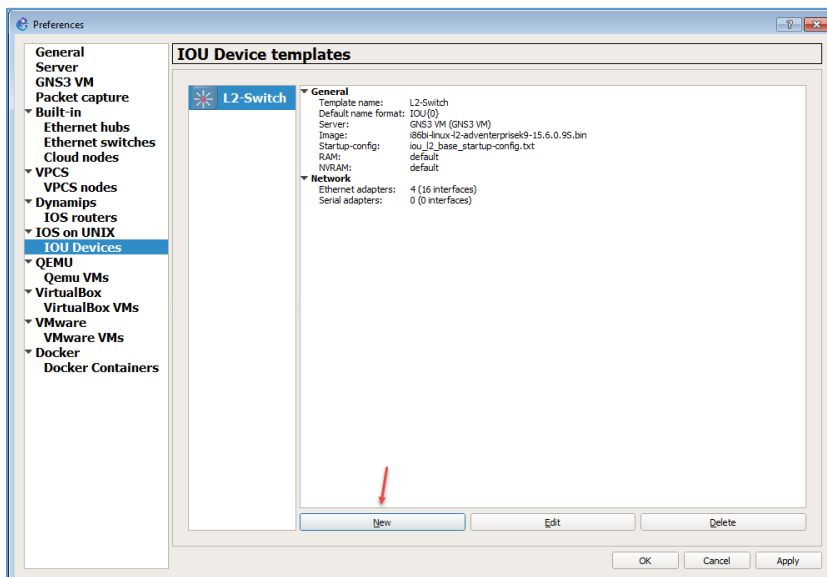 Preferences
General
Server
GNS3 VM
Packet capture
Built-in
Ethernet hubs
Ethernet switches
Cloud nodes
VPCS
VPCS nodes
Dynamips
IOS routers
IOS on UNIX
IOU Devices
QEMU
Qemu VMs
VirtualBox
VirtualBox VMs
VMware
VMware VMs
Docker
Docker Containers
IOU Device templates
L2-Switch
General
Template name: L2-Switch
Default name format: IOU{0}
Server: GNS3 VM (GNS3 VM)
Image: i86bi-linux-l2-adventerprisek9-15.6.0.9S.bin
Startup-config: iou_l2_base_startup-config.txt
RAM: default
NVRAM: default
Network
Ethernet adapters: 4 (16 interfaces)
Serial adapters: 0 (0 interfaces)
New Edit Delete
OK Cancel Apply